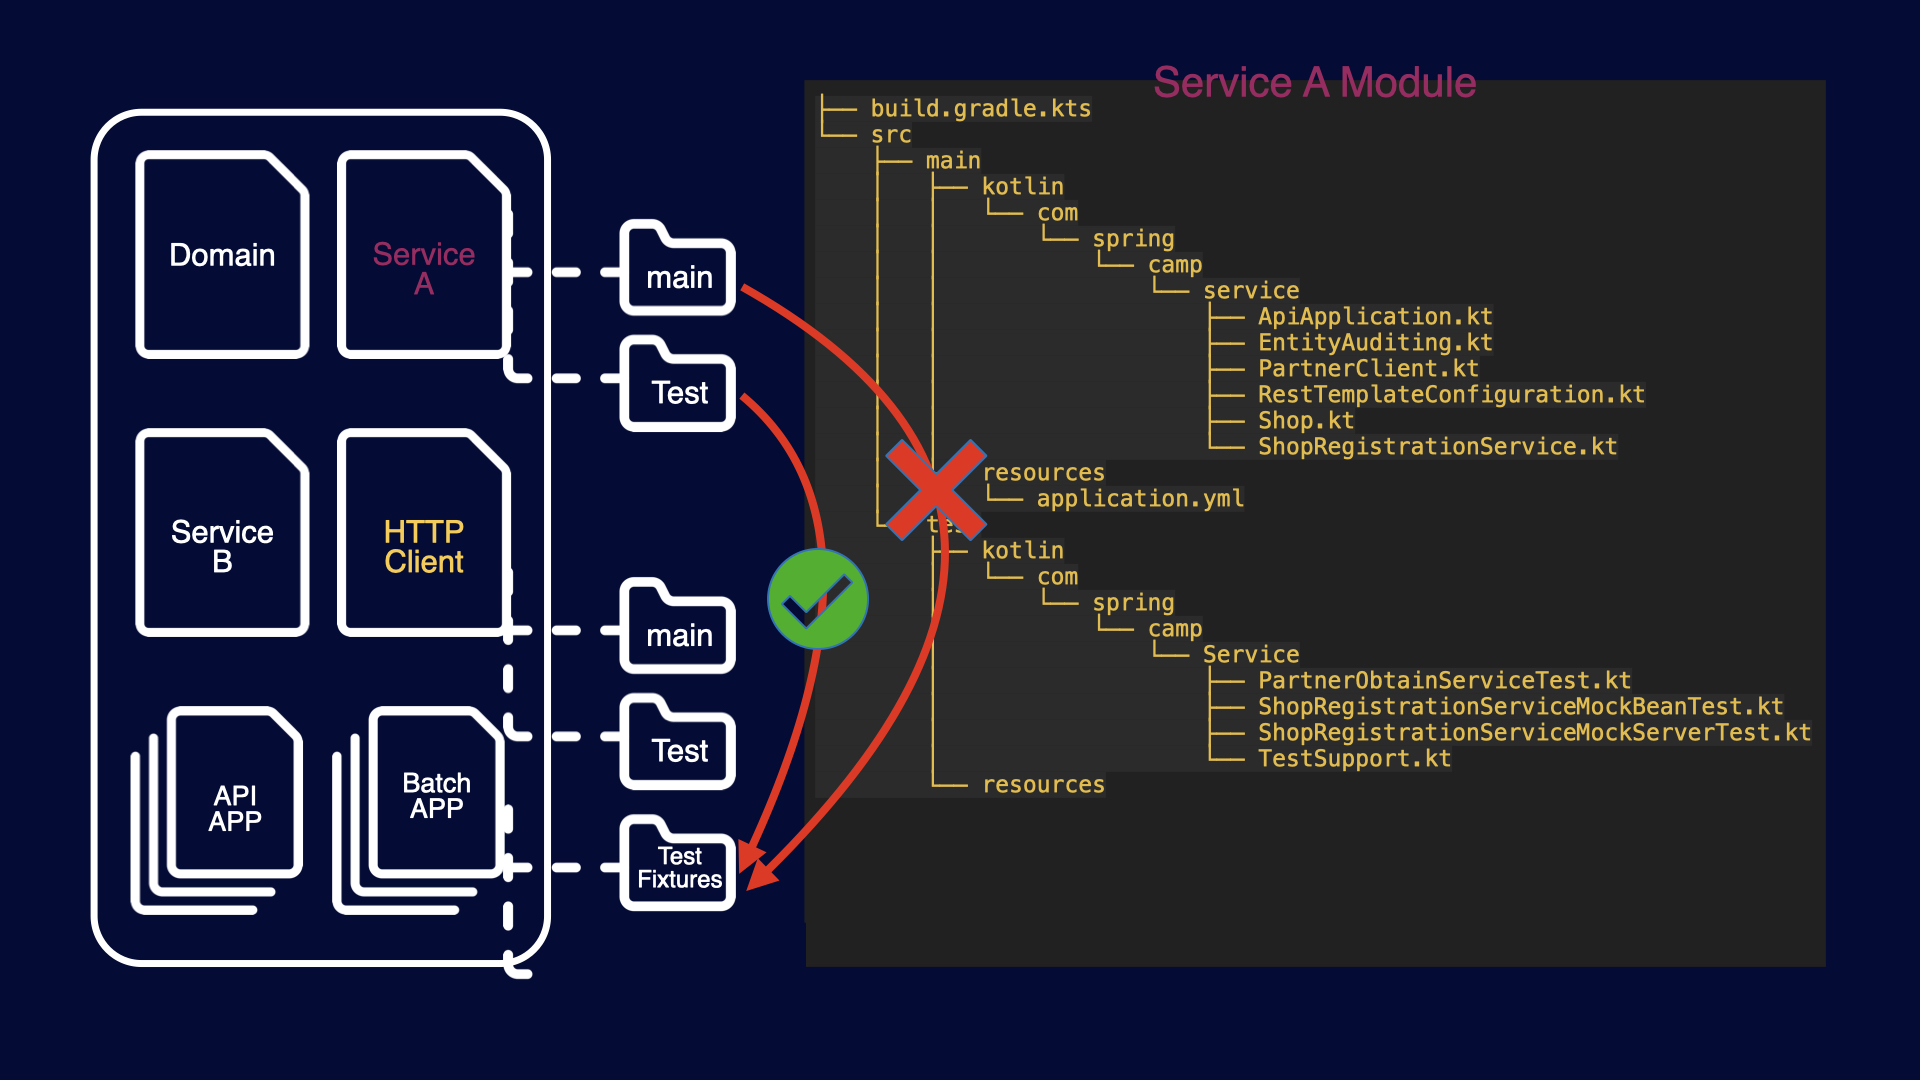 Domain
Service
A
Service
B
HTTP
Client
API
APP
Batch
APP
main
Test
main
Test
Test
Fixtures
Service A Module
build.gradle.kts
src
main
kotlin
com
spring
camp
service
ApiApplication.kt
EntityAuditing.kt
PartnerClient.kt
RestTemplateConfiguration.kt
Shop.kt
ShopRegistrationService.kt
resources
application.yml
kotlin
com
spring
camp
Service
PartnerObtainServiceTest.kt
ShopRegistrationServiceMockBeanTest.kt
ShopRegistrationServiceMockServerTest.kt
TestSupport.kt
resources